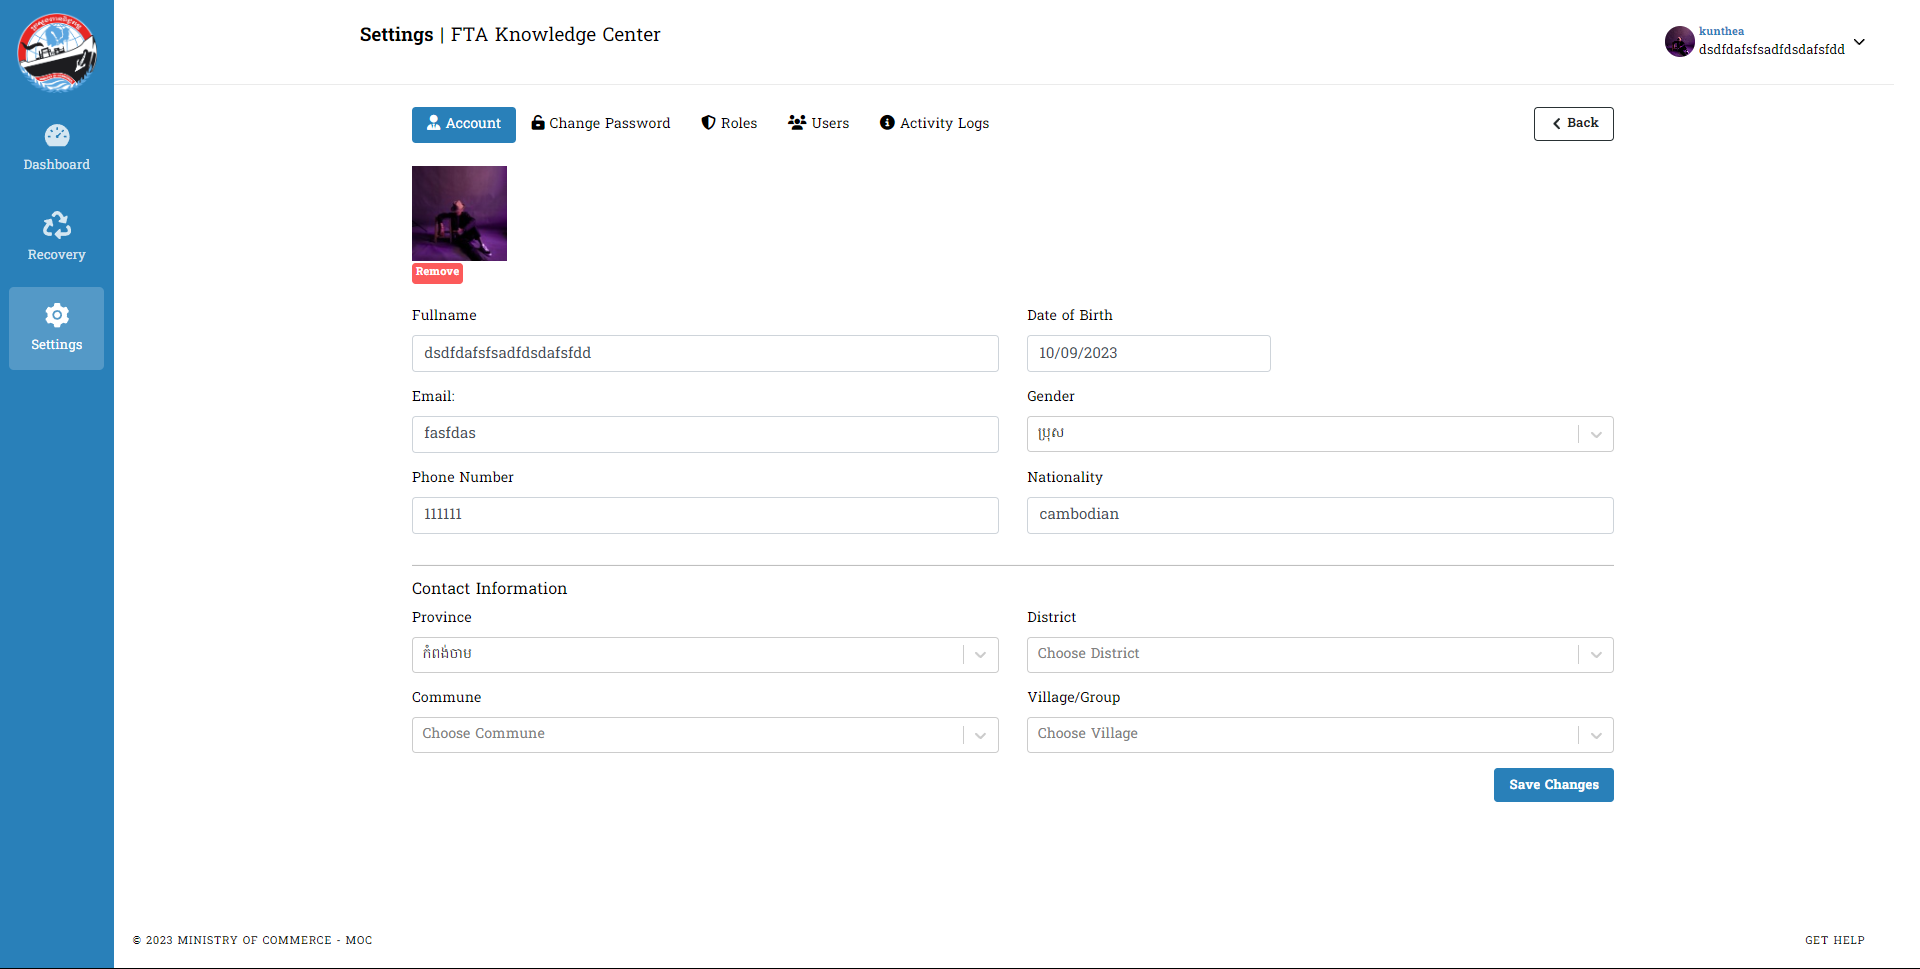 Settings | FTA Knowledge Center
kunthea
dsdfdafsfsadfdsdafsfdd
Dashboard
Recovery
Settings
Account
Change Password
Roles
Users
Activity Logs
Back
Remove
Fullname
dsdfdafsfsadfdsdafsfdd
Date of Birth
10/09/2023
Email:
fasfdas
Gender
ប្រុស
Phone Number
111111
Nationality
cambodian
Contact Information
Province
កំពង់ចាម
District
Choose District
Commune
Choose Commune
Village/Group
Choose Village
Save Changes
© 2023 MINISTRY OF COMMERCE - MOC
GET HELP